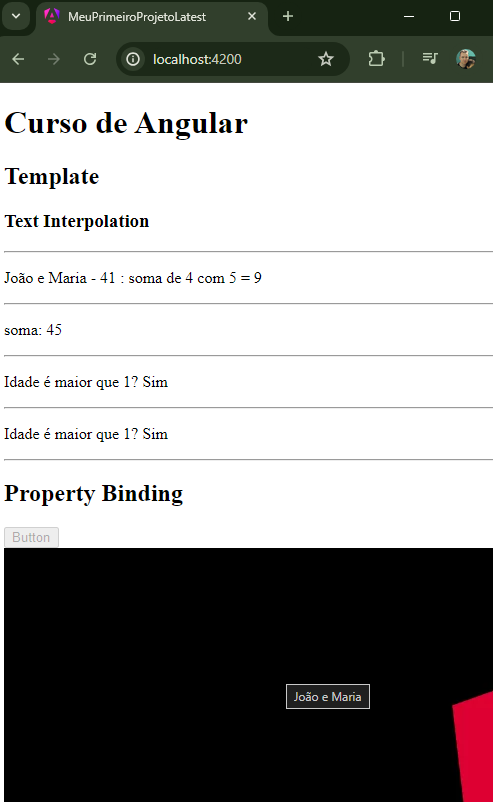 MeuPrimeiroProjetoLatest
localhost:4200
Curso de Angular
Template
Text Interpolation
João e Maria - 41 : soma de 4 com 5 = 9
soma: 45
Idade é maior que 1? Sim
Idade é maior que 1? Sim
Property Binding
Button
João e Maria